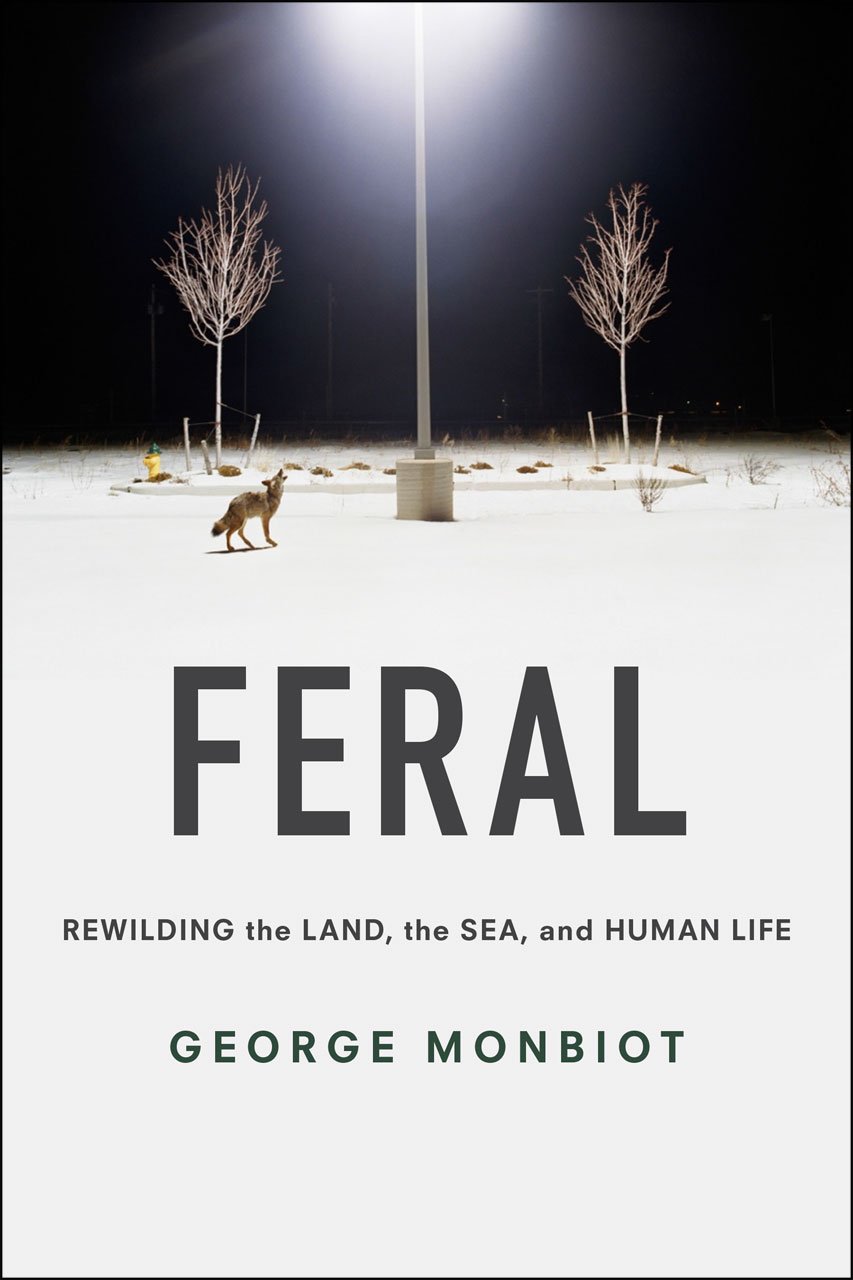 FERAL
REWILDING the LAND, the SEA, and HUMAN LIFE
GEORGE MONBIOT